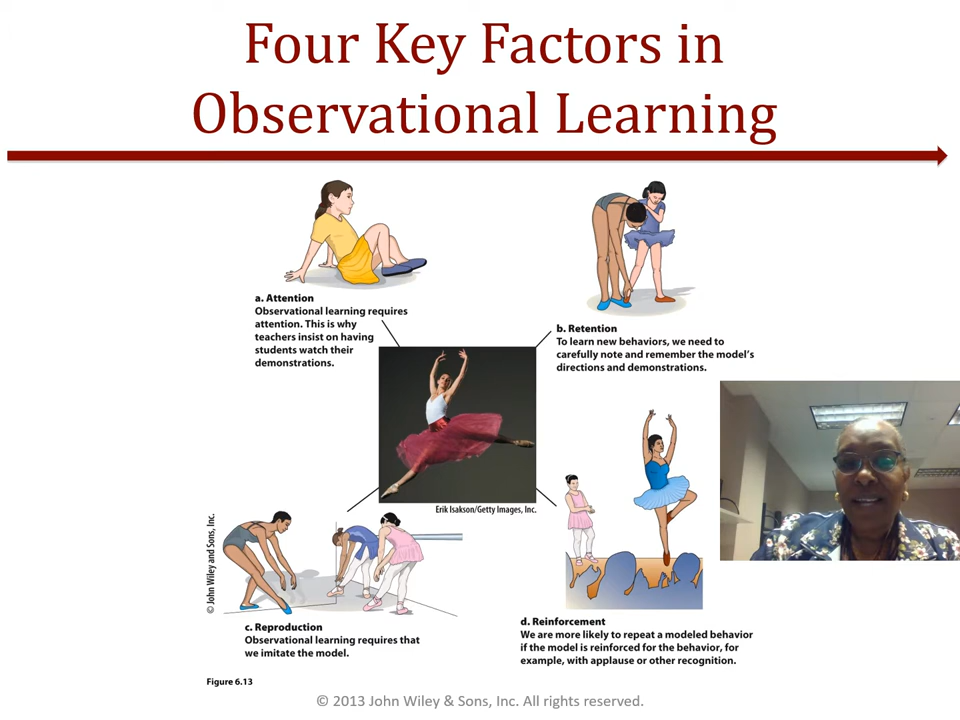 Four Key Factors in
Observational Learning
a. Attention
Observational learning requires
attention. This is why
teachers insist on having
students watch their
demonstrations.
b. Retention
To learn new behaviors, we need to
carefully note and remember the model's
directions and demonstrations.
Erik Isakson/Getty Images, Inc.
© John Wiley and Sons, Inc.
c. Reproduction
Observational learning requires that
we imitate the model.
d. Reinforcement
We are more likely to repeat a modeled behavior
if the model is reinforced for the behavior, for
example, with applause or other recognition.
Figure 6.13
© 2013 John Wiley & Sons, Inc. All rights reserved.